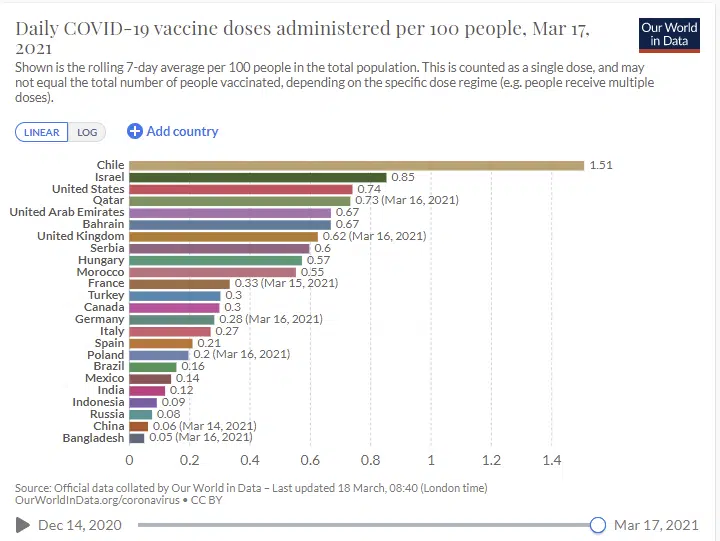 Daily COVID-19 vaccine doses administered per 100 people, Mar 17,
2021
Our World
in Data
Shown is the rolling 7-day average per 100 people in the total population. This is counted as a single dose, and may
not equal the total number of people vaccinated, depending on the specific dose regime (e.g. people receive multiple
doses).
LINEAR LOG
Add country
Chile 1.51
Israel 0.85
United States 0.74
Qatar 0.73 (Mar 16, 2021)
United Arab Emirates 0.67
Bahrain 0.67
United Kingdom 0.62 (Mar 16, 2021)
Serbia 0.6
Hungary 0.57
Morocco 0.55
France 0.33 (Mar 15, 2021)
Turkey 0.3
Canada 0.3
Germany 0.28 (Mar 16, 2021)
Italy 0.27
Spain 0.21
Poland 0.2 (Mar 16, 2021)
Brazil 0.16
Mexico 0.14
India 0.12
Indonesia 0.09
Russia 0.08
China 0.06 (Mar 14, 2021)
Bangladesh 0.05 (Mar 16, 2021)
0 0.2 0.4 0.6 0.8 1 1.2 1.4
Source: Official data collated by Our World in Data – Last updated 18 March, 08:40 (London time)
OurWorldInData.org/coronavirus • CC BY
Dec 14, 2020 Mar 17, 2021